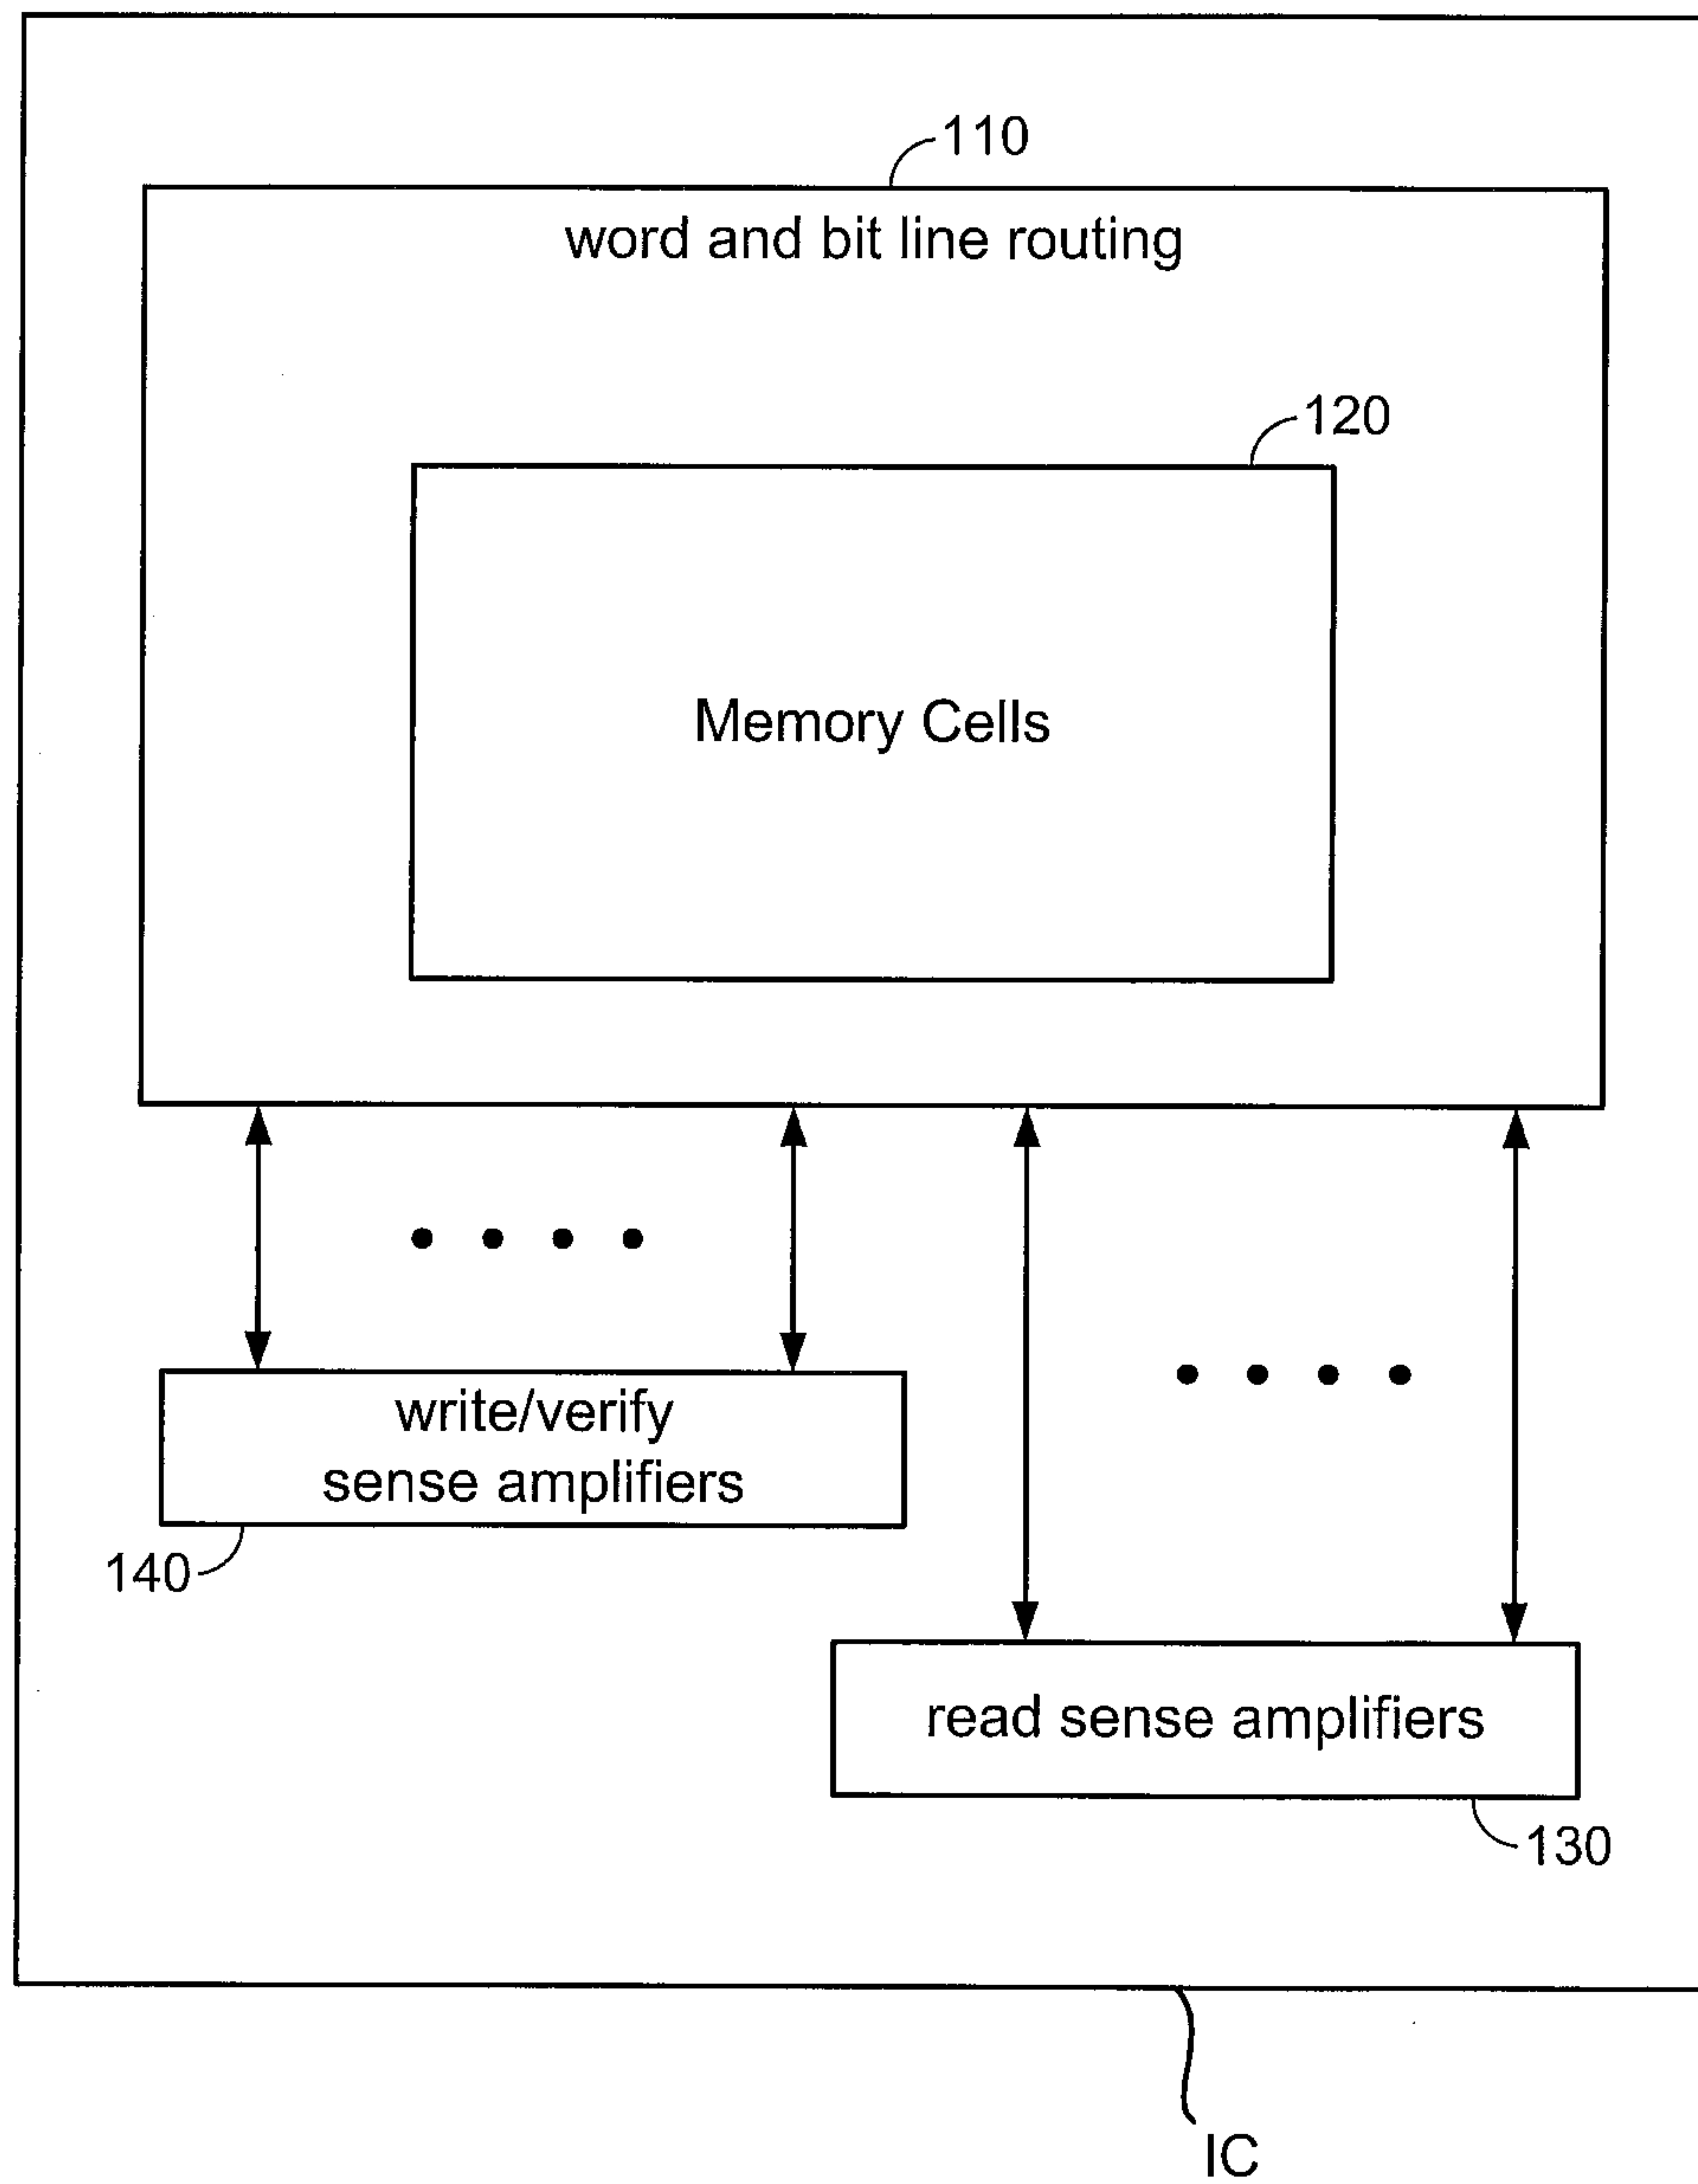 110
word and bit line routing
120
Memory Cells
write/verify
sense amplifiers
140
read sense amplifiers
130
IC